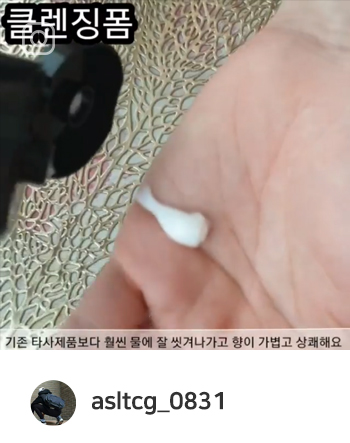 클렌징폼
기존 타사제품보다 훨씬 물에 잘 씻겨나가고 향이 가볍고 상쾌해요
asltcg_0831